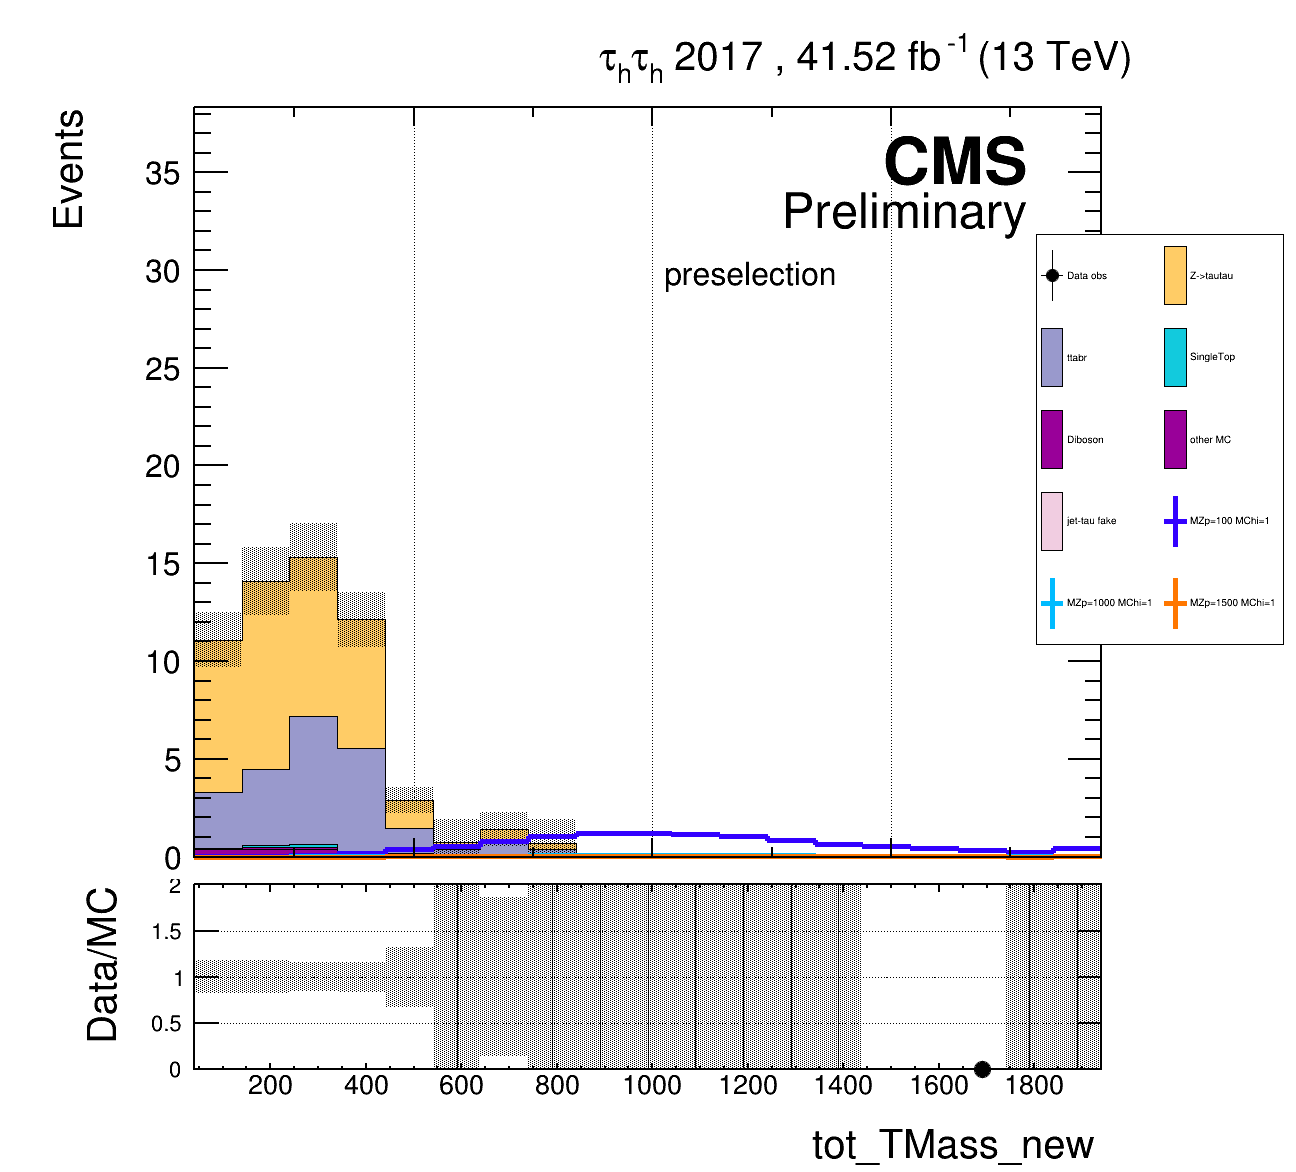 τhτh 2017 , 41.52 fb-1 (13 TeV)
Events
CMS
Preliminary
preselection
35
30
25
20
15
10
5
0
Data obs
Z->tautau
ttabr
SingleTop
Diboson
other MC
jet-tau fake
MZp=100 MChi=1
MZp=1000 MChi=1
MZp=1500 MChi=1
Data/MC
2
1.5
1
0.5
0
200 400 600 800 1000 1200 1400 1600 1800
tot_TMass_new